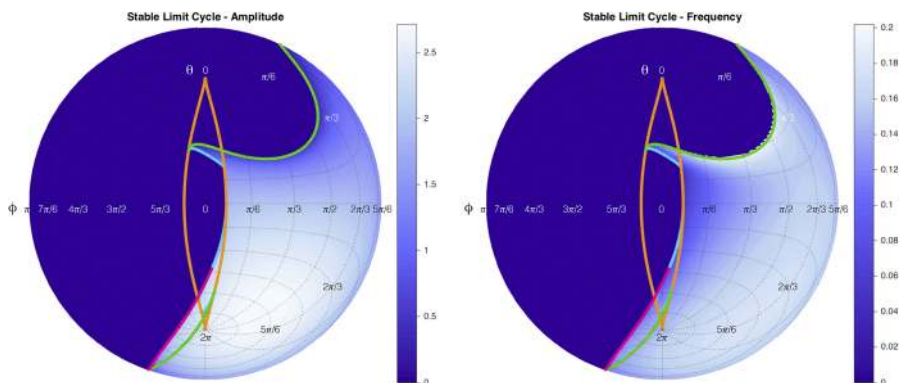 Stable Limit Cycle - Amplitude
θ 0
π/6
π/3
ϕ π 7π/6 4π/3 3π/2 5π/3 0 π/6 π/3 π/2 2π/3 5π/6
2π/3
5π/6
2π
2.5
2
1.5
1
0.5
0
Stable Limit Cycle - Frequency
θ 0
π/6
π/3
ϕ π 7π/6 4π/3 3π/2 5π/3 0 π/6 π/3 π/2 2π/3 5π/6
2π/3
5π/6
2π
0.2
0.18
0.16
0.14
0.12
0.1
0.08
0.06
0.04
0.02
0